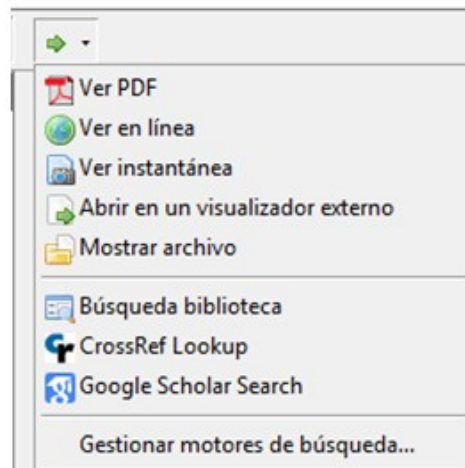 Ver PDF
Ver en línea
Ver instantánea
Abrir en un visualizador externo
Mostrar archivo
Búsqueda biblioteca
CrossRef Lookup
Google Scholar Search
Gestionar motores de búsqueda...